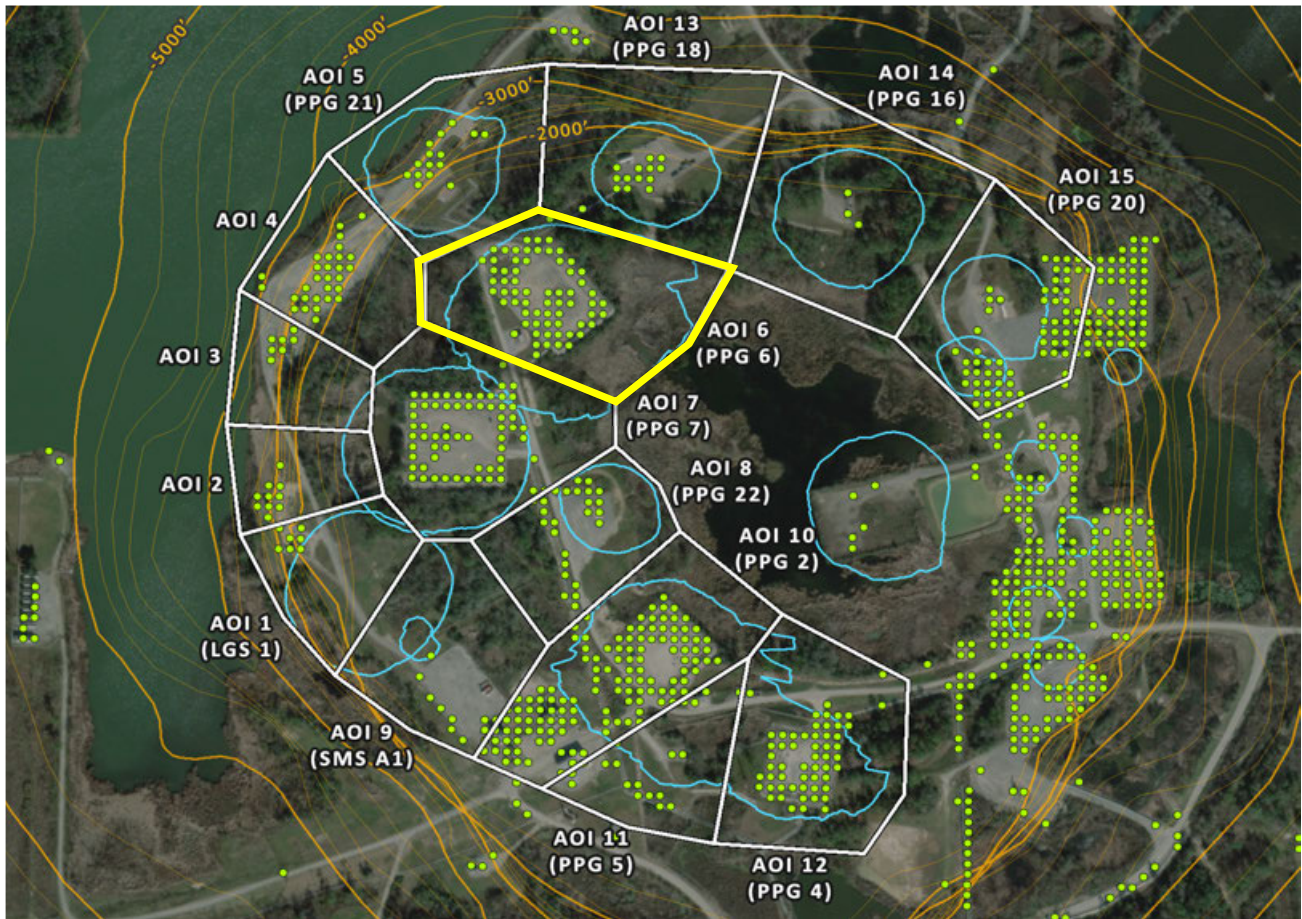 -5000'
-4000'
-3000'
-2000'
AOI 13
(PPG 18)
AOI 5
(PPG 21)
AOI 14
(PPG 16)
AOI 15
(PPG 20)
AOI 4
AOI 6
(PPG 6)
AOI 3
AOI 7
(PPG 7)
AOI 8
(PPG 22)
AOI 2
AOI 10
(PPG 2)
AOI 1
(LGS 1)
AOI 9
(SMS A1)
AOI 11
(PPG 5)
AOI 12
(PPG 4)